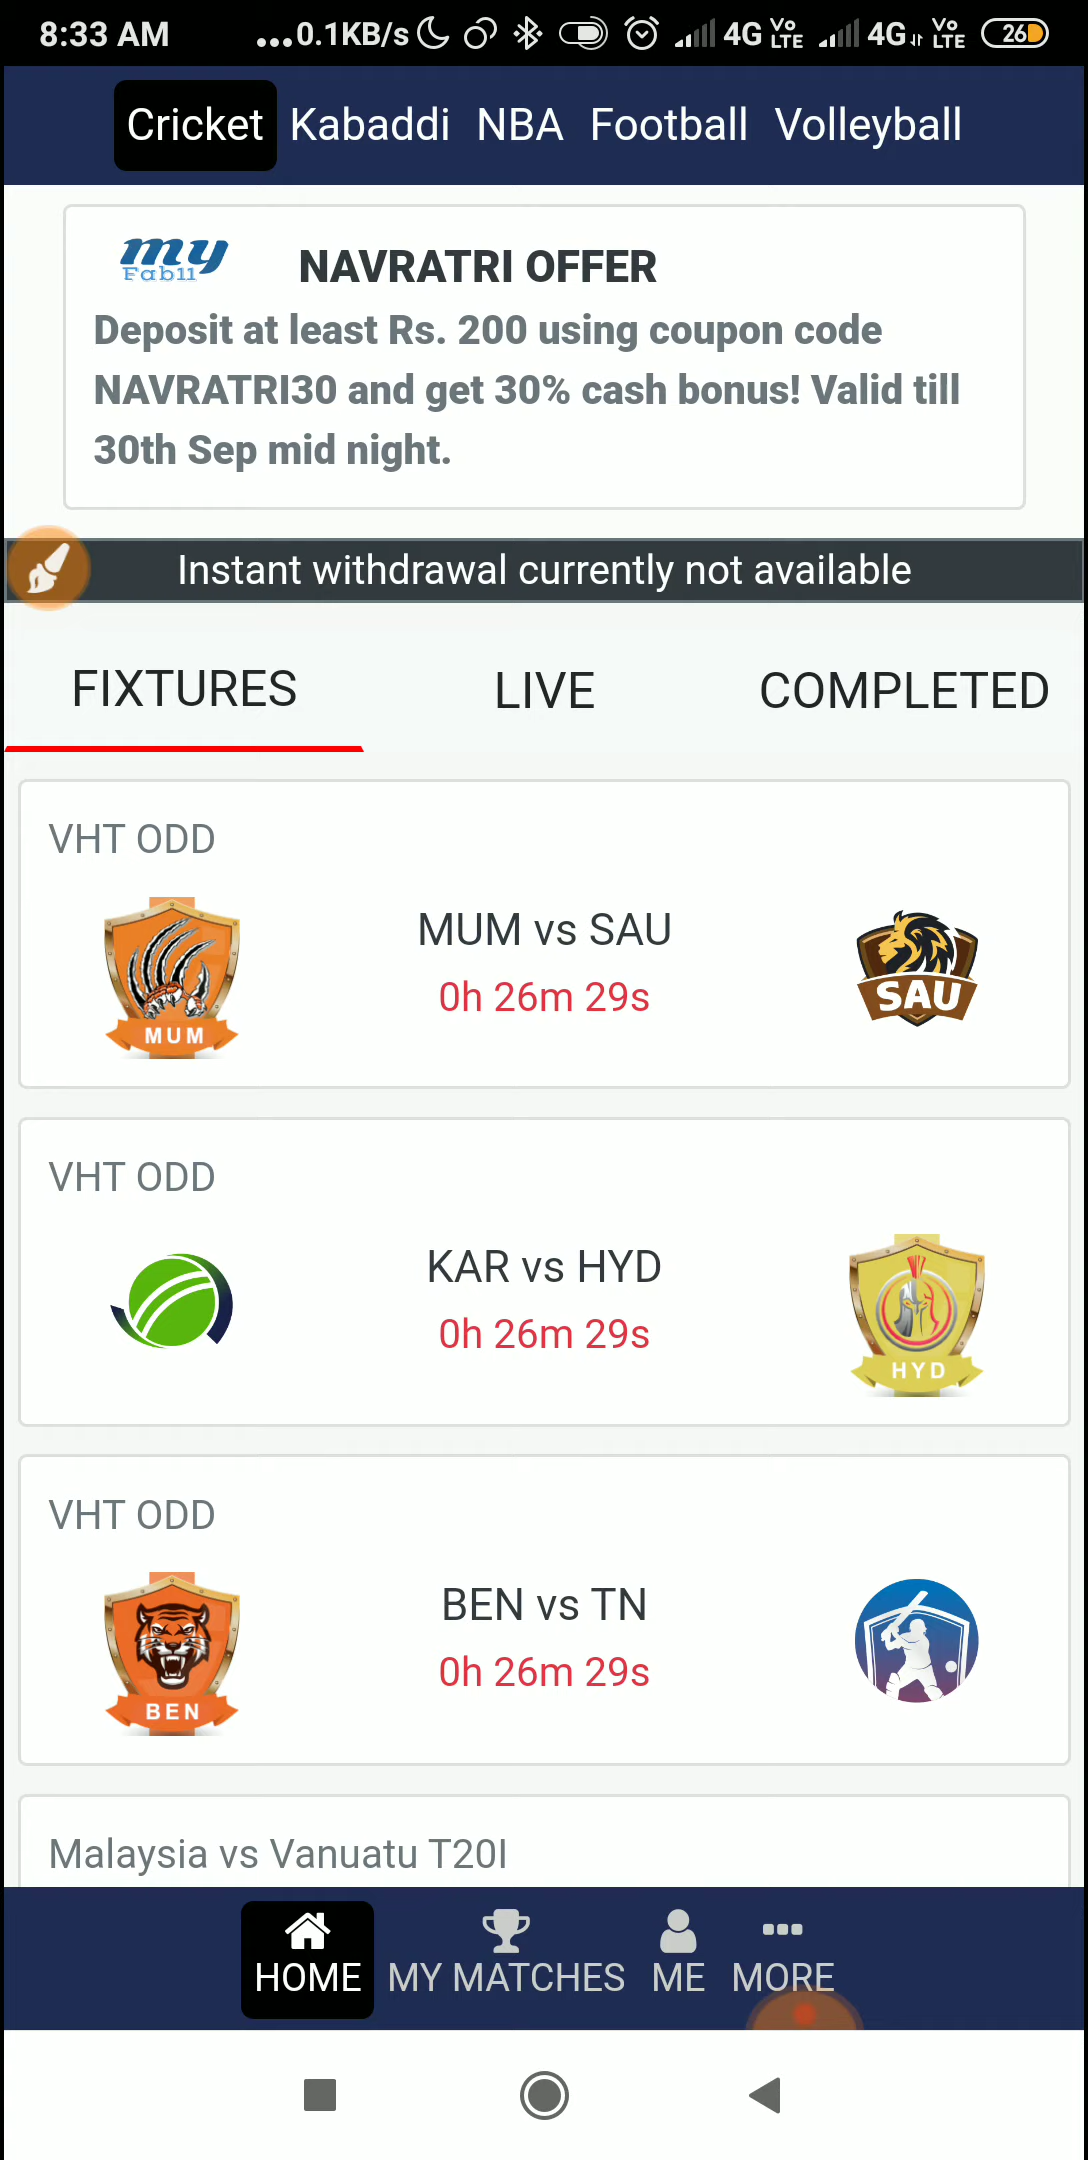 8:33 AM ...0.1KB/s 4G Vo LTE 4G Vo LTE 26
Cricket Kabaddi NBA Football Volleyball
my
Fab11
NAVRATRI OFFER
Deposit at least Rs. 200 using coupon code
NAVRATRI30 and get 30% cash bonus! Valid till
30th Sep mid night.
Instant withdrawal currently not available
FIXTURES LIVE COMPLETED
VHT ODD
MUM vs SAU
0h 26m 29s
MUM
SAU
VHT ODD
KAR vs HYD
0h 26m 29s
HYD
VHT ODD
BEN vs TN
0h 26m 29s
BEN
Malaysia vs Vanuatu T20I
HOME MY MATCHES ME MORE